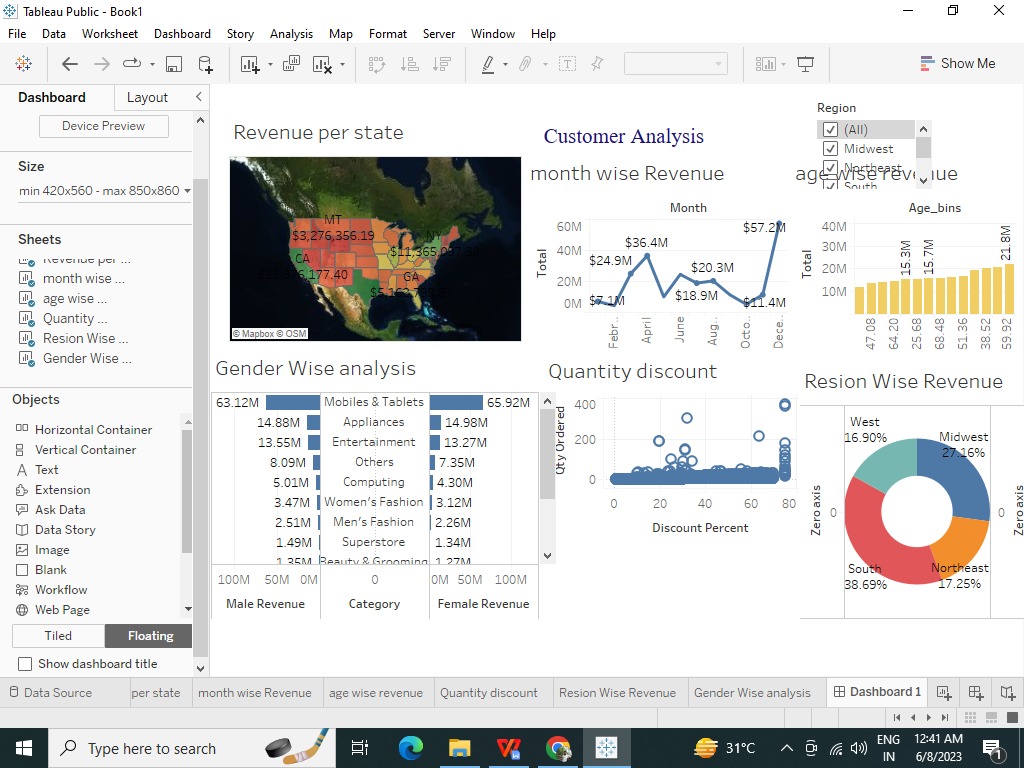 Tableau Public - Book1
File Data Worksheet Dashboard Story Analysis Map Format Server Window Help
Show Me
Dashboard Layout
Device Preview
Size
min 420x560 - max 850x860
Sheets
Revenue per ...
month wise ...
age wise ...
Quantity ...
Resion Wise ...
Gender Wise ...
Objects
Horizontal Container
Vertical Container
Text
Extension
Ask Data
Data Story
Image
Blank
Workflow
Web Page
Tiled Floating
Show dashboard title
Customer Analysis
Region
(All)
Midwest
Northeast
South
Revenue per state
MT
$3,276,356.19
NY
CA
GA
© Mapbox © OSM
month wise Revenue
Month
Total
60M
40M
20M
0M
$7.1M
$24.9M
$36.4M
$18.9M
$20.3M
$11.4M
$57.2M
Febr..
April
June
Aug..
Octo..
Dece..
age wise revenue
Age_bins
Total
40M
30M
20M
10M
15.3M
15.7M
21.8M
47.08
64.20
25.68
68.48
51.36
38.52
59.92
Gender Wise analysis
63.12M Mobiles & Tablets 65.92M
14.88M Appliances 14.98M
13.55M Entertainment 13.27M
8.09M Others 7.35M
5.01M Computing 4.30M
3.47M Women's Fashion 3.12M
2.51M Men's Fashion 2.26M
1.49M Superstore 1.34M
1.35M Beauty & Grooming 1.27M
100M 50M 0M 0 0M 50M 100M
Male Revenue Category Female Revenue
Quantity discount
Qty Ordered
400
200
0
0 20 40 60 80
Discount Percent
Resion Wise Revenue
West
16.90%
Midwest
27.16%
South
38.69%
Northeast
17.25%
Zero axis
0
0
Zero axis
Data Source per state month wise Revenue age wise revenue Quantity discount Resion Wise Revenue Gender Wise analysis Dashboard 1
Type here to search
31°C
ENG
IN
12:41 AM
6/8/2023
1